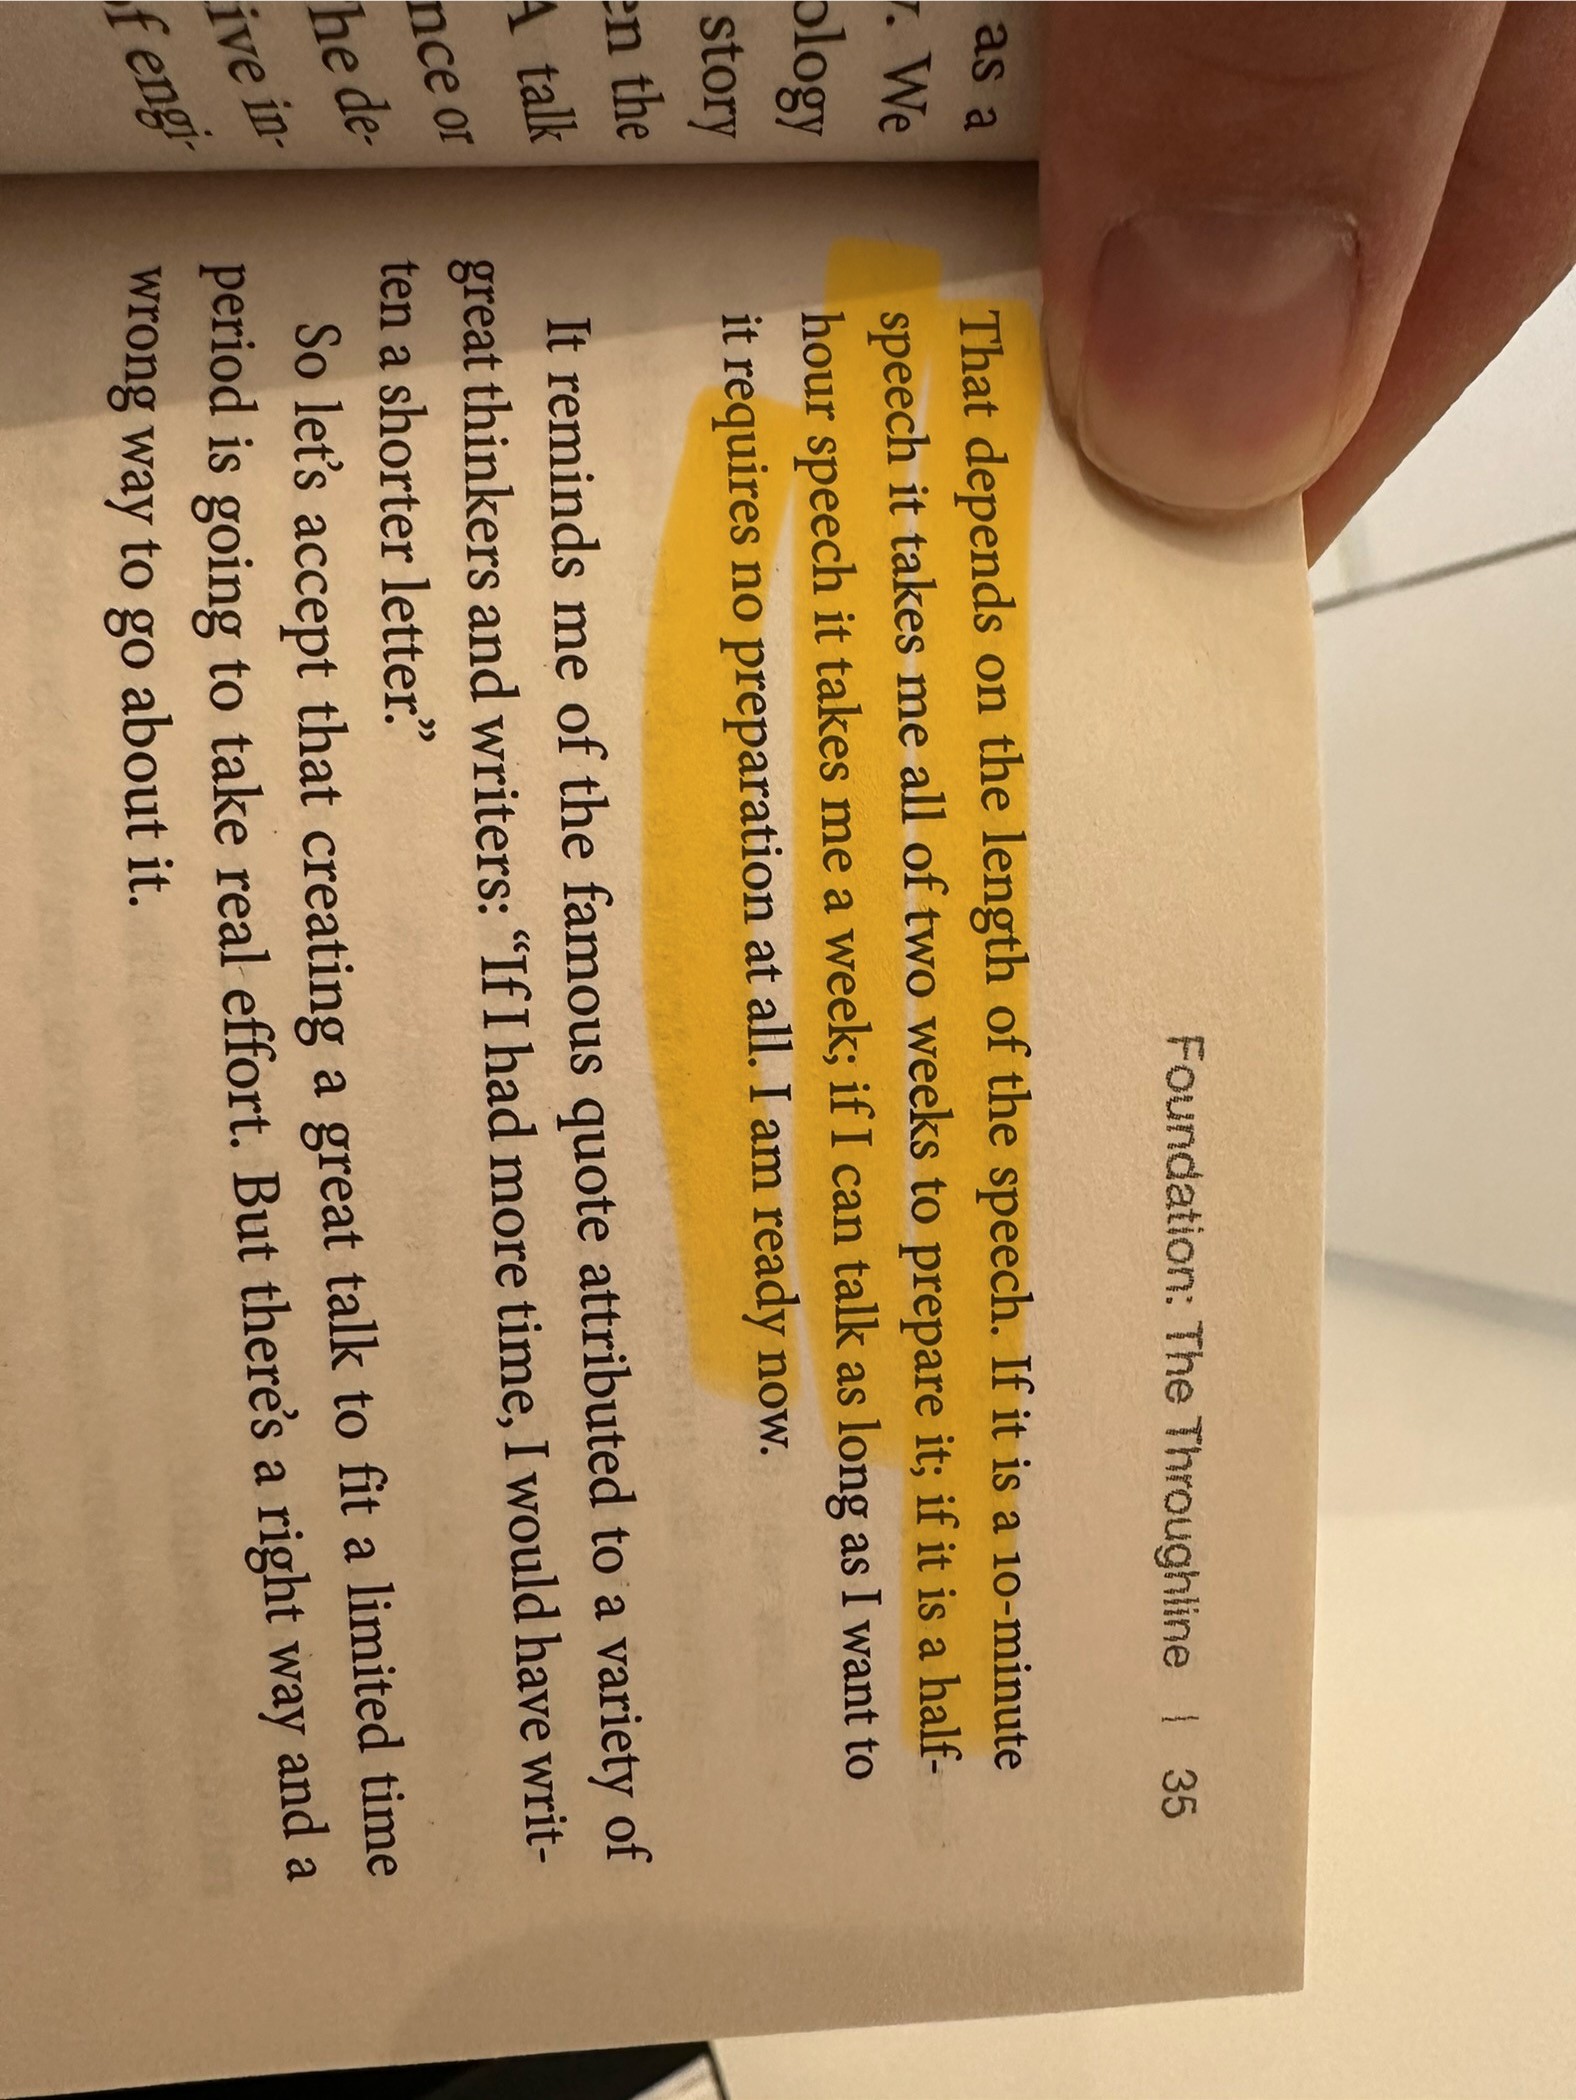 Foundation: The Throughline | 35
That depends on the length of the speech. If it is a 10-minute
speech it takes me all of two weeks to prepare it; if it is a half-
hour speech it takes me a week; if I can talk as long as I want to
it requires no preparation at all. I am ready now.
It reminds me of the famous quote attributed to a variety of
great thinkers and writers: “If I had more time, I would have writ-
ten a shorter letter.”
So let’s accept that creating a great talk to fit a limited time
period is going to take real effort. But there’s a right way and a
wrong way to go about it.
as a
. We
ology
story
en the
A talk
nce or
he de-
ive in-
of engi-